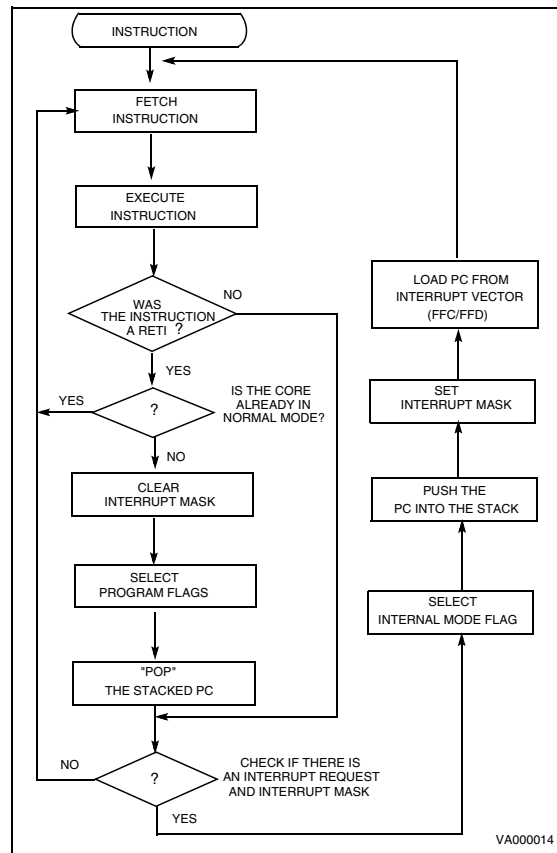 INSTRUCTION
FETCH
INSTRUCTION
EXECUTE
INSTRUCTION
WAS
THE INSTRUCTION
A RETI ?
NO
YES
?
IS THE CORE
ALREADY IN
NORMAL MODE?
YES
NO
CLEAR
INTERRUPT MASK
SELECT
PROGRAM FLAGS
"POP"
THE STACKED PC
?
CHECK IF THERE IS
AN INTERRUPT REQUEST
AND INTERRUPT MASK
NO
YES
SELECT
INTERNAL MODE FLAG
PUSH THE
PC INTO THE STACK
SET
INTERRUPT MASK
LOAD PC FROM
INTERRUPT VECTOR
(FFC/FFD)
VA000014